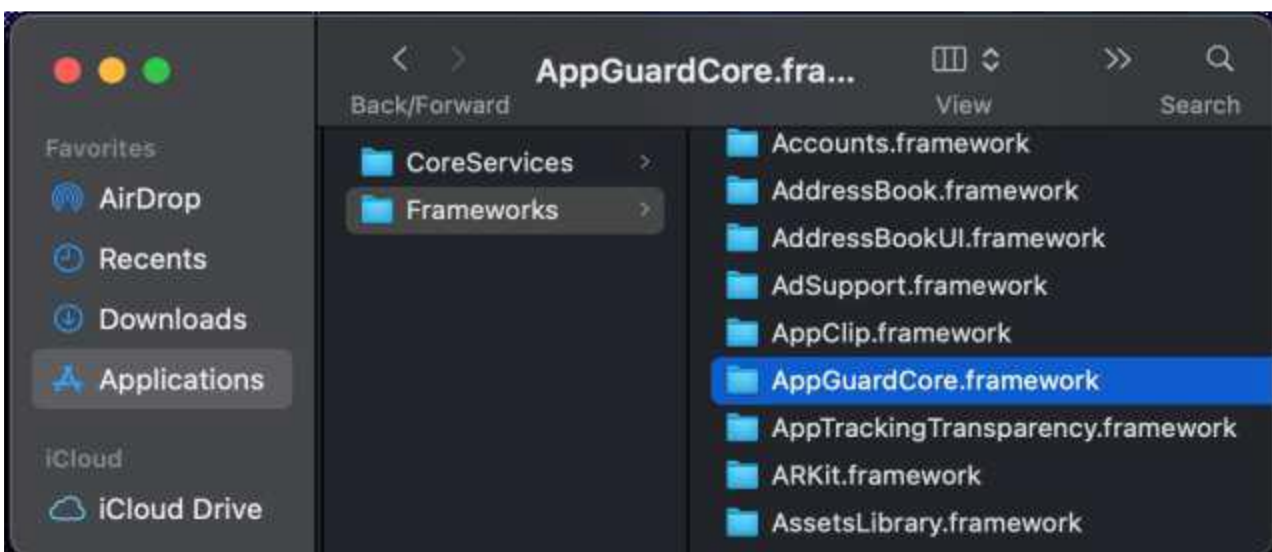 AppGuardCore.fra...
Back/Forward
View
Search
Favorites
AirDrop
Recents
Downloads
Applications
iCloud
iCloud Drive
CoreServices
Frameworks
Accounts.framework
AddressBook.framework
AddressBookUI.framework
AdSupport.framework
AppClip.framework
AppGuardCore.framework
AppTrackingTransparency.framework
ARKit.framework
AssetsLibrary.framework